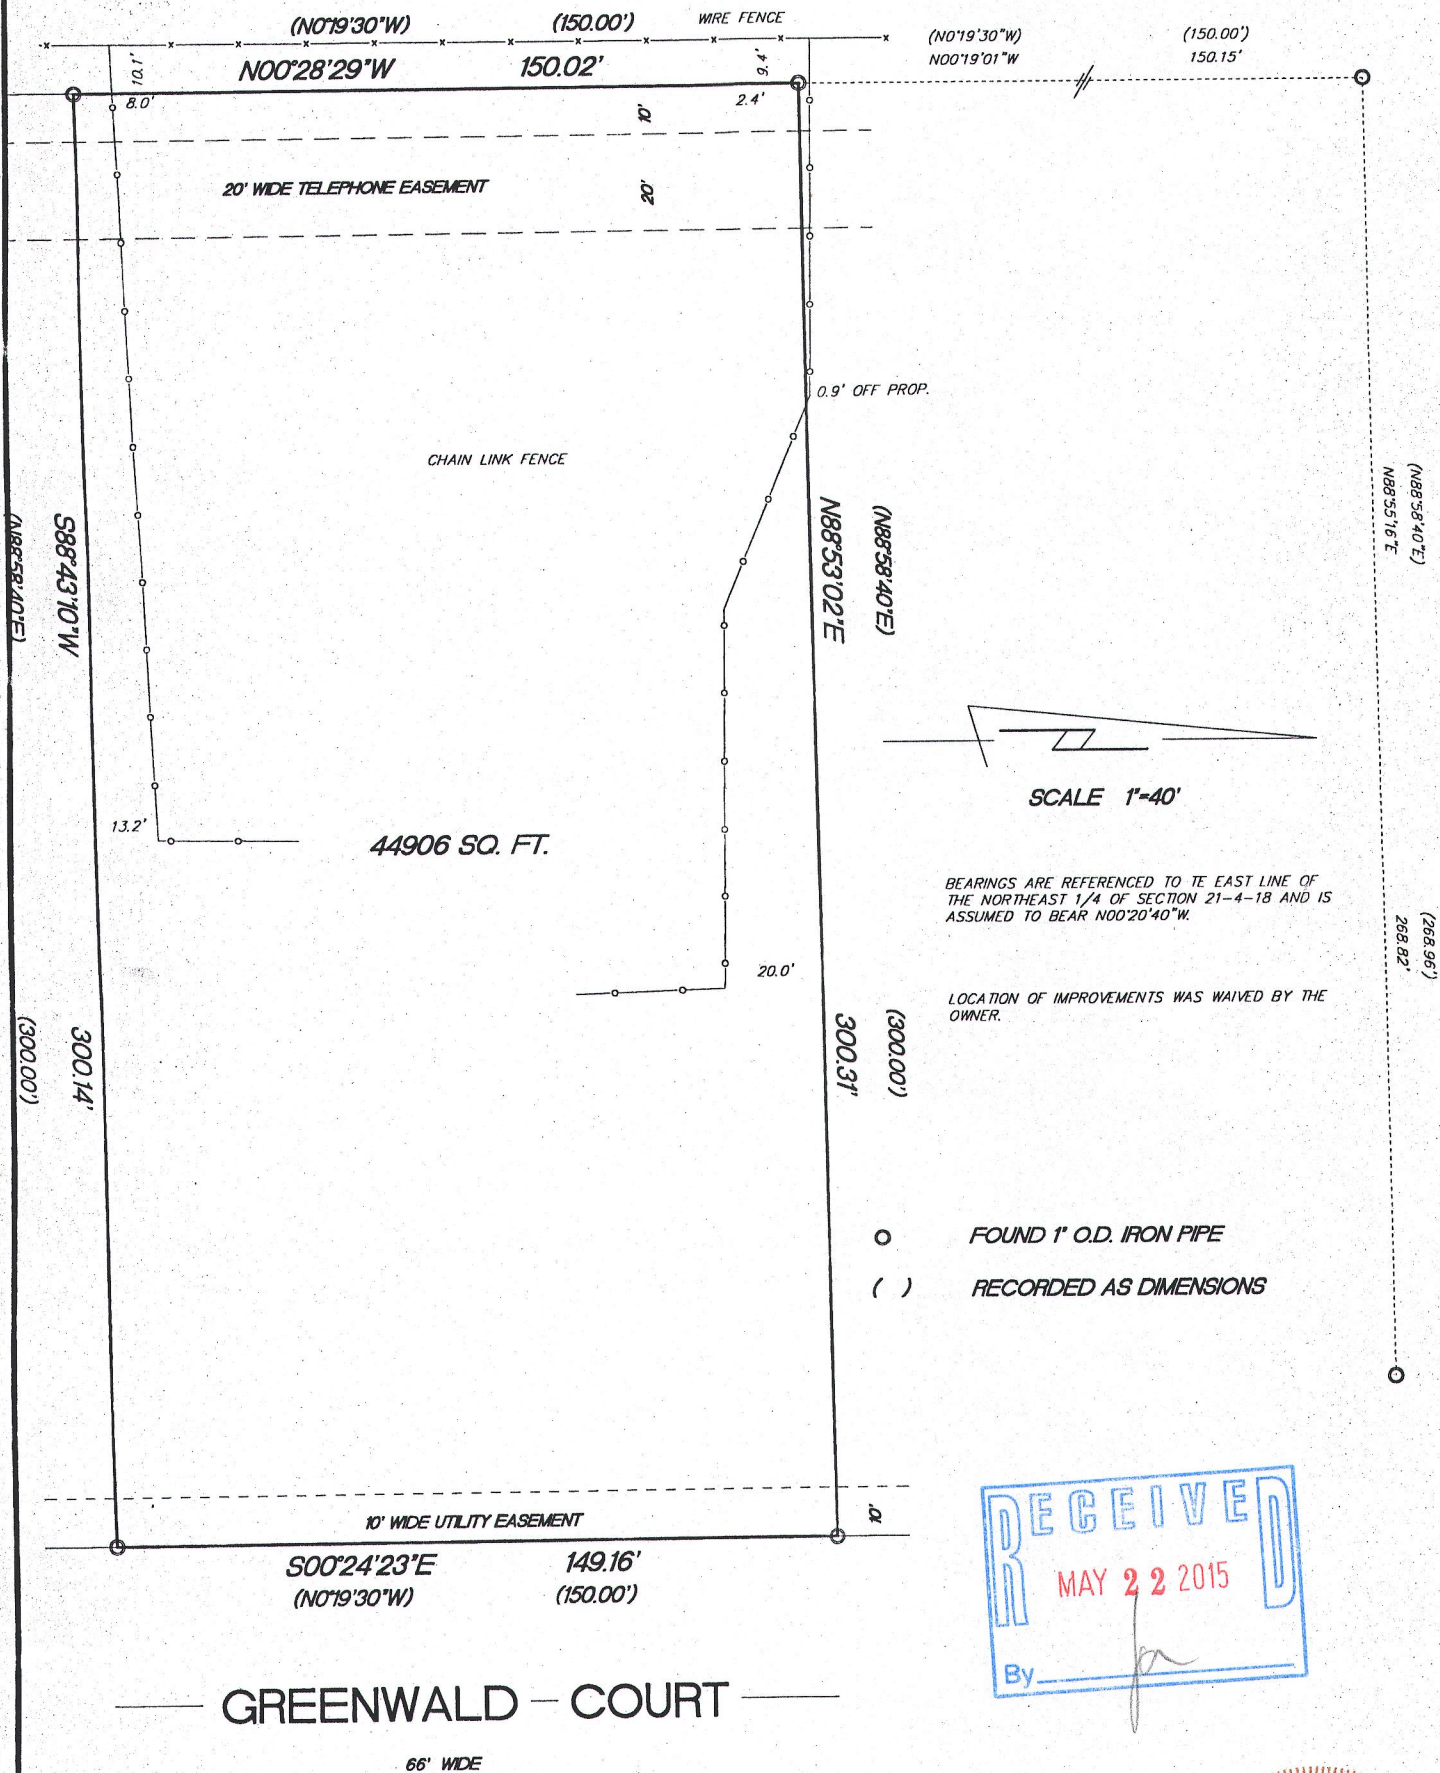 (N0°19'30"W) (150.00') WIRE FENCE
(N0°19'30"W) (150.00')
N00°28'29"W 150.02'
N00°19'01"W 150.15'
10.1'
9.4'
8.0'
2.4'
10'
20' WIDE TELEPHONE EASEMENT
20'
0.9' OFF PROP.
CHAIN LINK FENCE
(N88°58'40"E)
S88°43'10"W
N88°53'02"E
(N88°58'40"E)
N88°55'16"E
(N88°58'40"E)
SCALE 1"=40'
13.2'
44906 SQ. FT.
BEARINGS ARE REFERENCED TO TE EAST LINE OF
THE NORTHEAST 1/4 OF SECTION 21-4-18 AND IS
ASSUMED TO BEAR N00°20'40"W.
268.82'
(268.96')
20.0'
LOCATION OF IMPROVEMENTS WAS WAIVED BY THE
OWNER.
(300.00')
300.14'
300.31'
(300.00')
FOUND 1" O.D. IRON PIPE
( ) RECORDED AS DIMENSIONS
10' WIDE UTILITY EASEMENT
10'
S00°24'23"E 149.16'
(N0°19'30"W) (150.00')
RECEIVED
MAY 22 2015
By
GREENWALD - COURT
66' WIDE